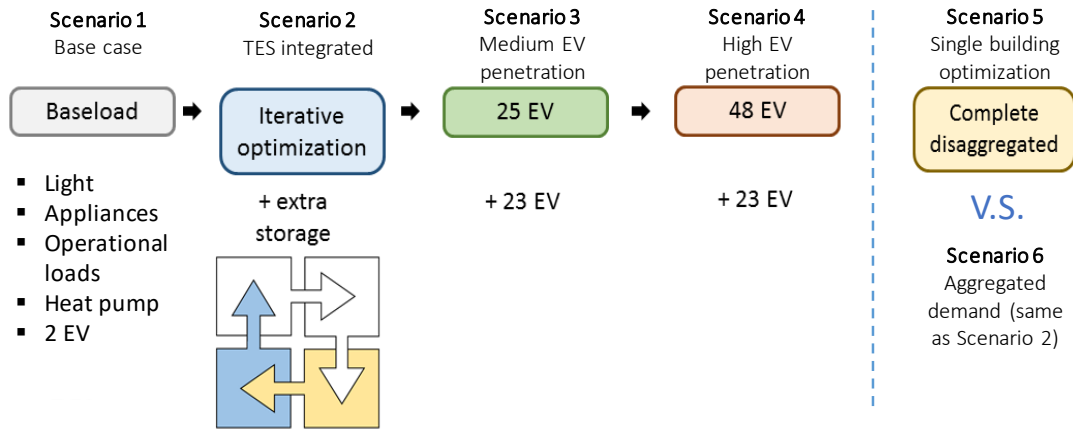 Scenario 1
Base case
Baseload
▪ Light
▪ Appliances
▪ Operational
loads
▪ Heat pump
▪ 2 EV
Scenario 2
TES integrated
Iterative
optimization
+ extra
storage
Scenario 3
Medium EV
penetration
25 EV
+ 23 EV
Scenario 4
High EV
penetration
48 EV
+ 23 EV
Scenario 5
Single building
optimization
Complete
disaggregated
V.S.
Scenario 6
Aggregated
demand (same
as Scenario 2)